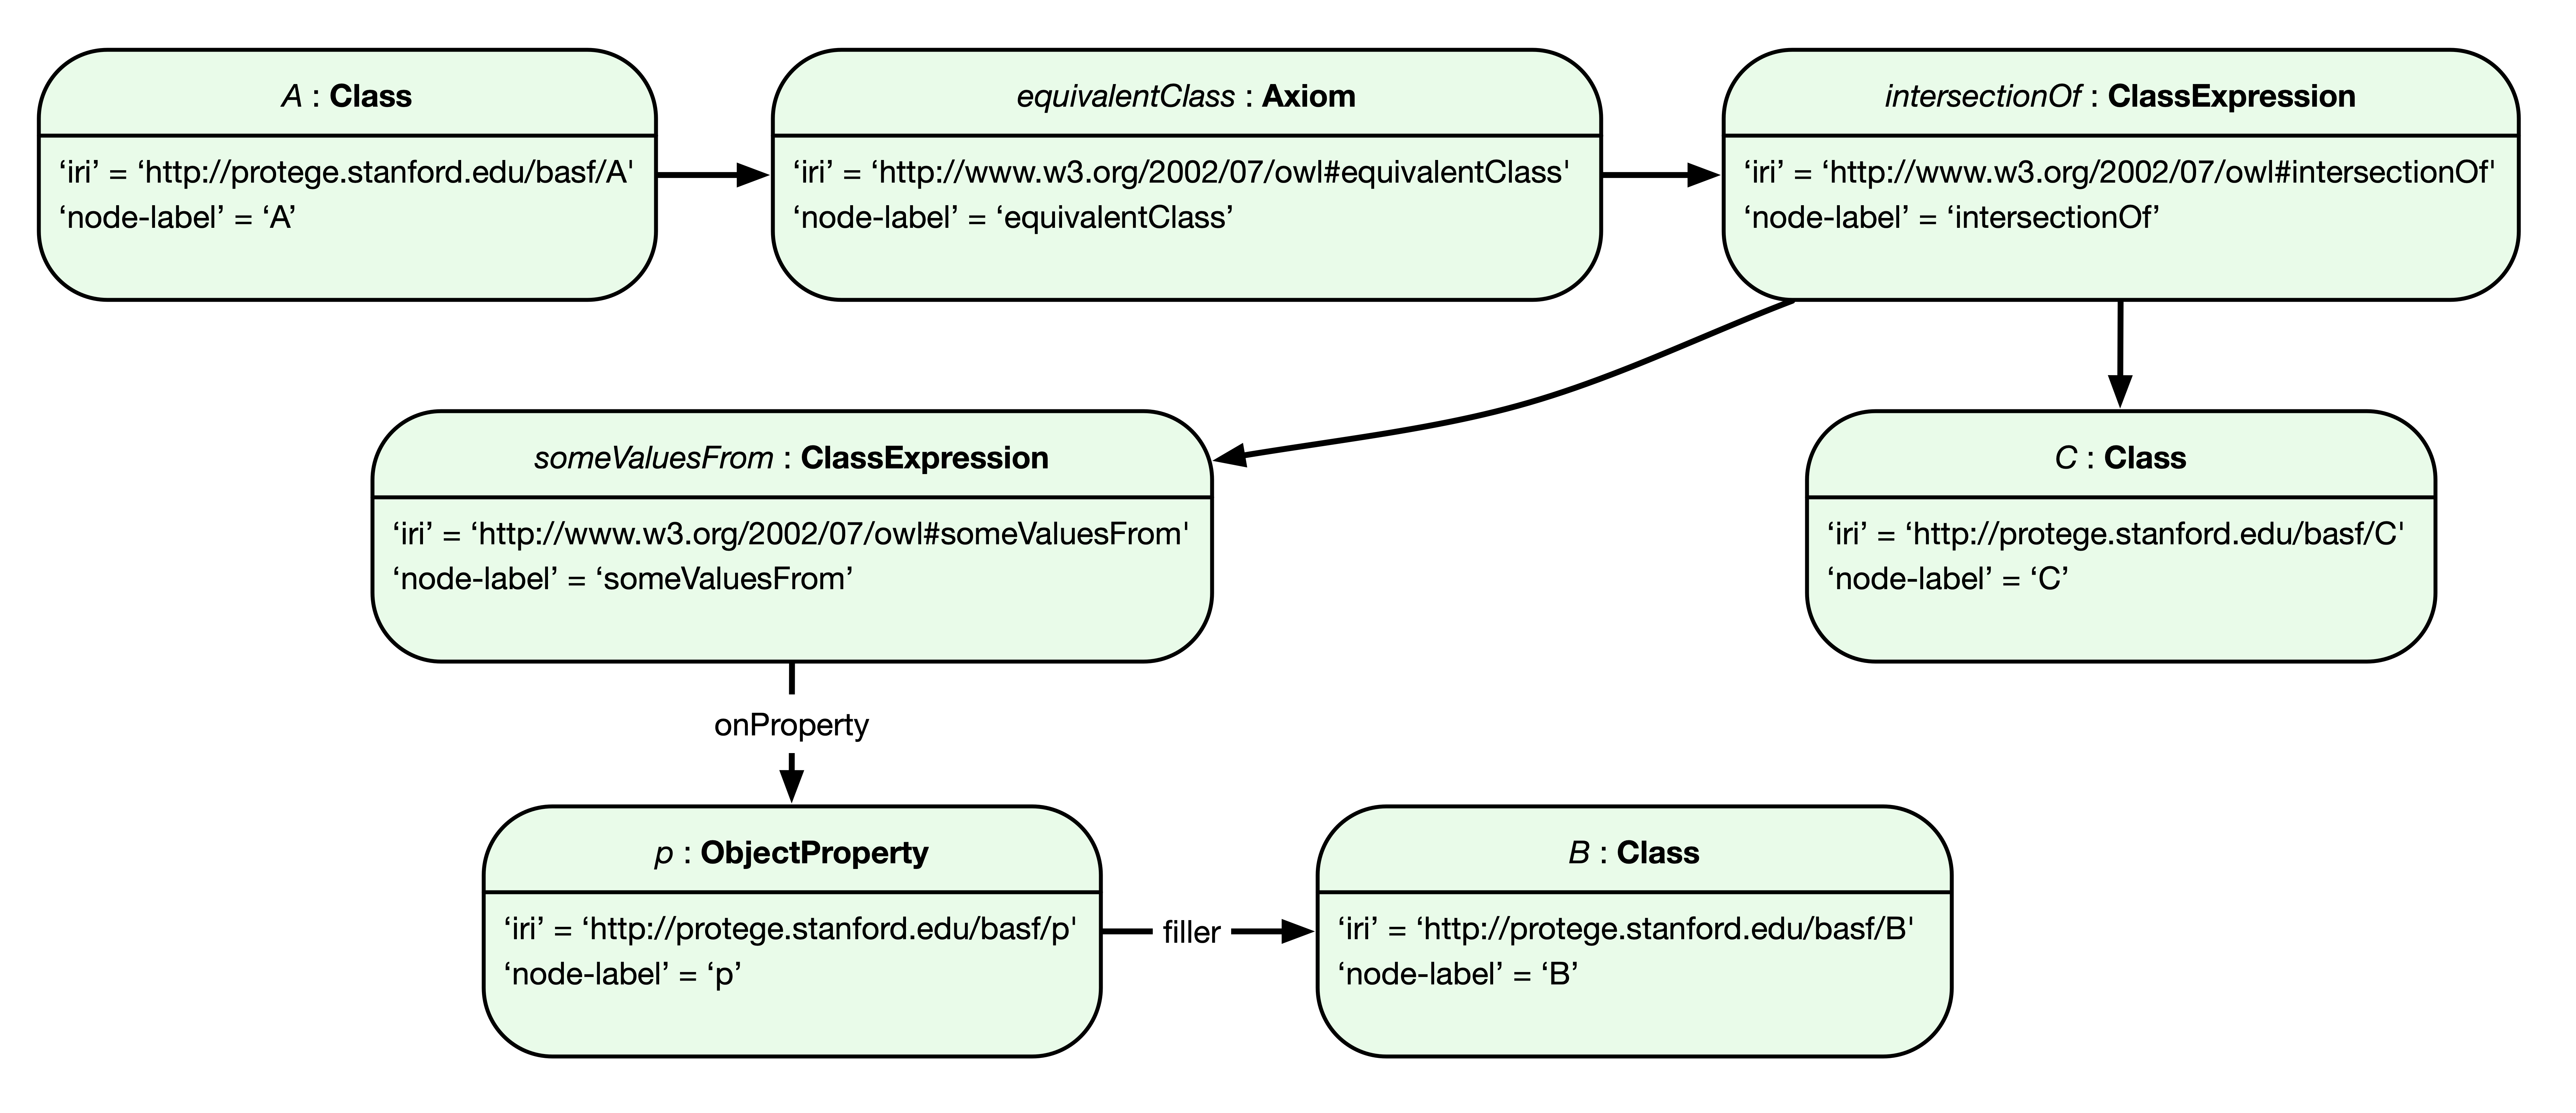 A : Class
‘iri’ = ‘http://protege.stanford.edu/basf/A'
‘node-label’ = ‘A’
equivalentClass : Axiom
‘iri’ = ‘http://www.w3.org/2002/07/owl#equivalentClass'
‘node-label’ = ‘equivalentClass’
intersectionOf : ClassExpression
‘iri’ = ‘http://www.w3.org/2002/07/owl#intersectionOf'
‘node-label’ = ‘intersectionOf’
someValuesFrom : ClassExpression
‘iri’ = ‘http://www.w3.org/2002/07/owl#someValuesFrom'
‘node-label’ = ‘someValuesFrom’
C : Class
‘iri’ = ‘http://protege.stanford.edu/basf/C'
‘node-label’ = ‘C’
onProperty
p : ObjectProperty
‘iri’ = ‘http://protege.stanford.edu/basf/p'
‘node-label’ = ‘p’
filler
B : Class
‘iri’ = ‘http://protege.stanford.edu/basf/B'
‘node-label’ = ‘B’